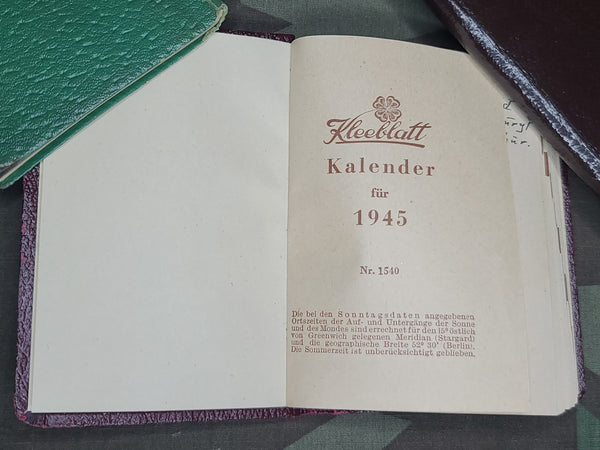 Kleeblatt
Kalender
für
1945
Nr. 1540
Die bei den Sonntagsdaten angegebenen
Ortszeiten der Auf- und Untergänge der Sonne
und des Mondes sind errechnet für den 15º östlich
von Greenwich gelegenen Meridian (Stargard)
und die geographische Breite 52º 30' (Berlin).
Die Sommerzeit ist unberücksichtigt geblieben.